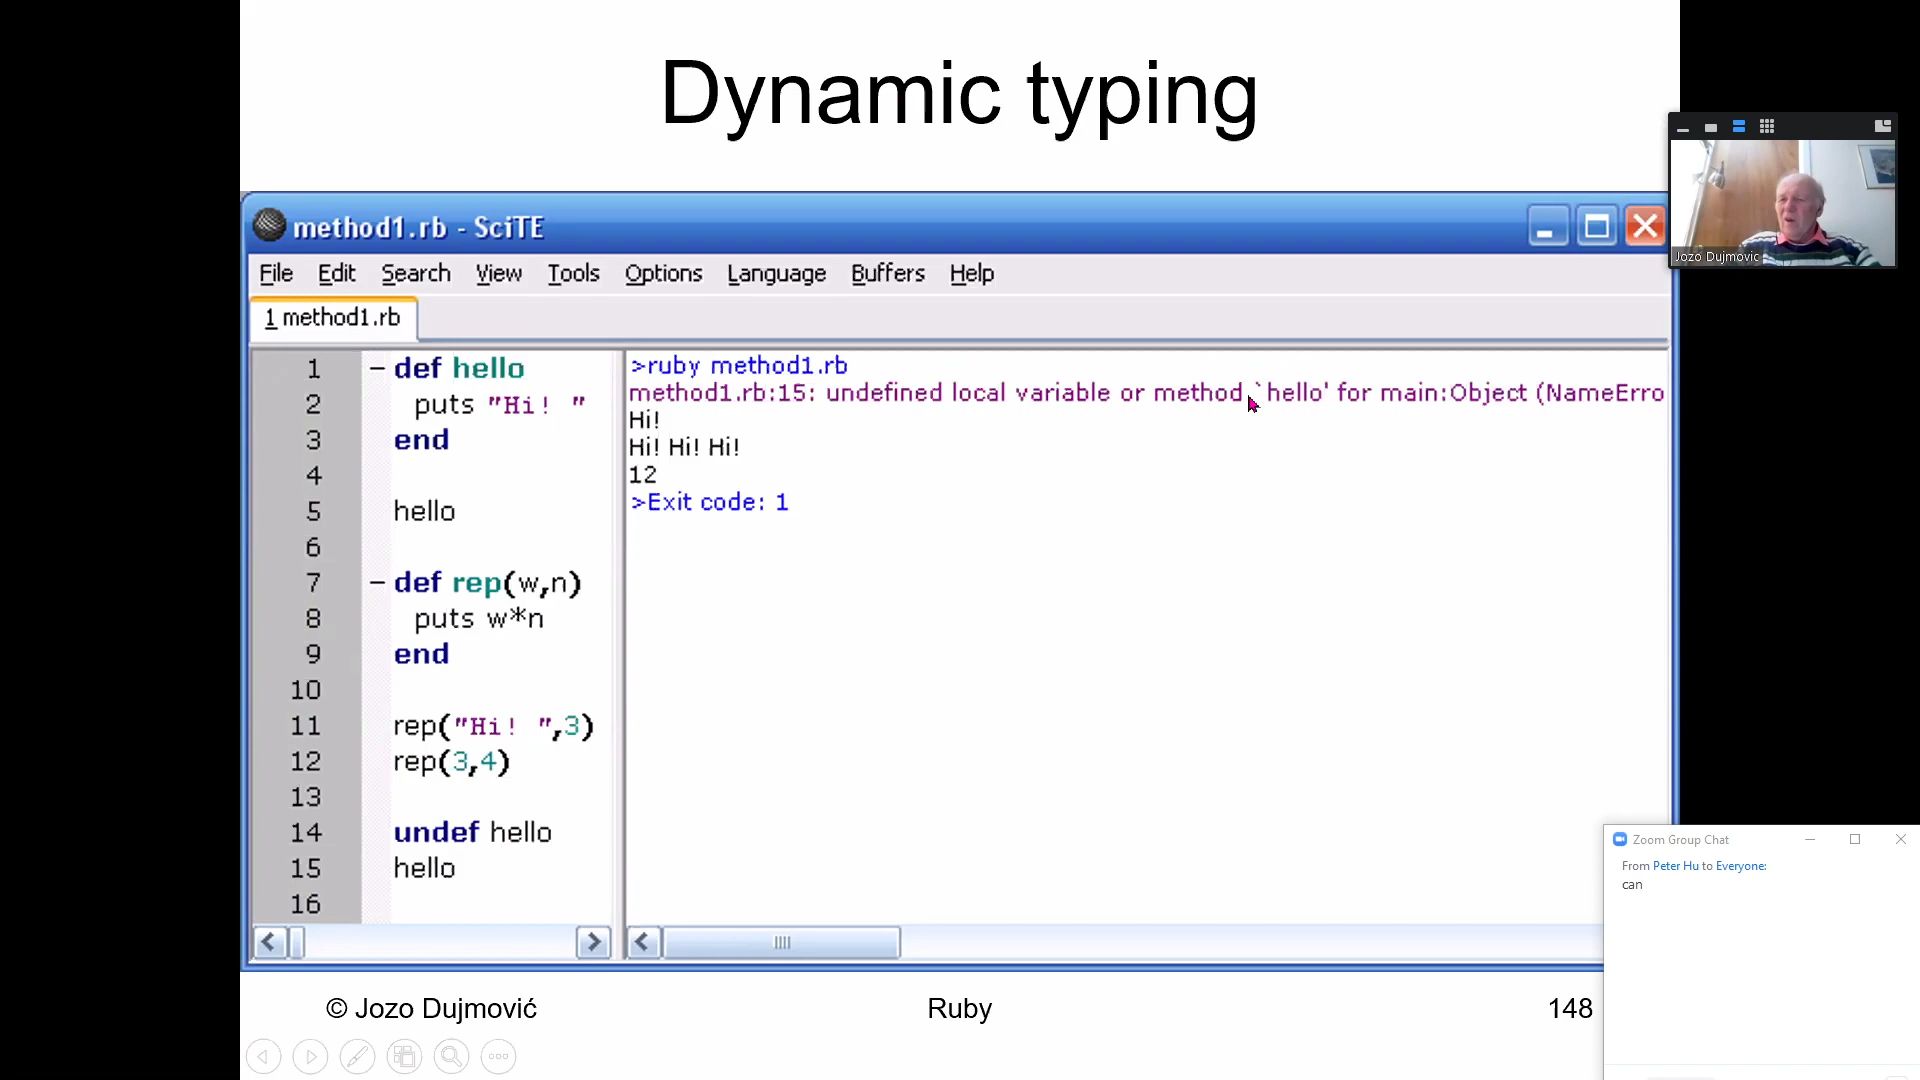 Dynamic typing
Jozo Dujmovic
method1.rb - SciTE
File Edit Search View Tools Options Language Buffers Help
1 method1.rb
1 def hello
2 puts "Hi! "
3 end
4
5 hello
6
7 def rep(w,n)
8 puts w*n
9 end
10
11 rep("Hi! ",3)
12 rep(3,4)
13
14 undef hello
15 hello
16
>ruby method1.rb
method1.rb:15: undefined local variable or method `hello' for main:Object (NameErro
Hi!
Hi! Hi! Hi!
12
>Exit code: 1
Zoom Group Chat
From Peter Hu to Everyone:
can
© Jozo Dujmović Ruby 148